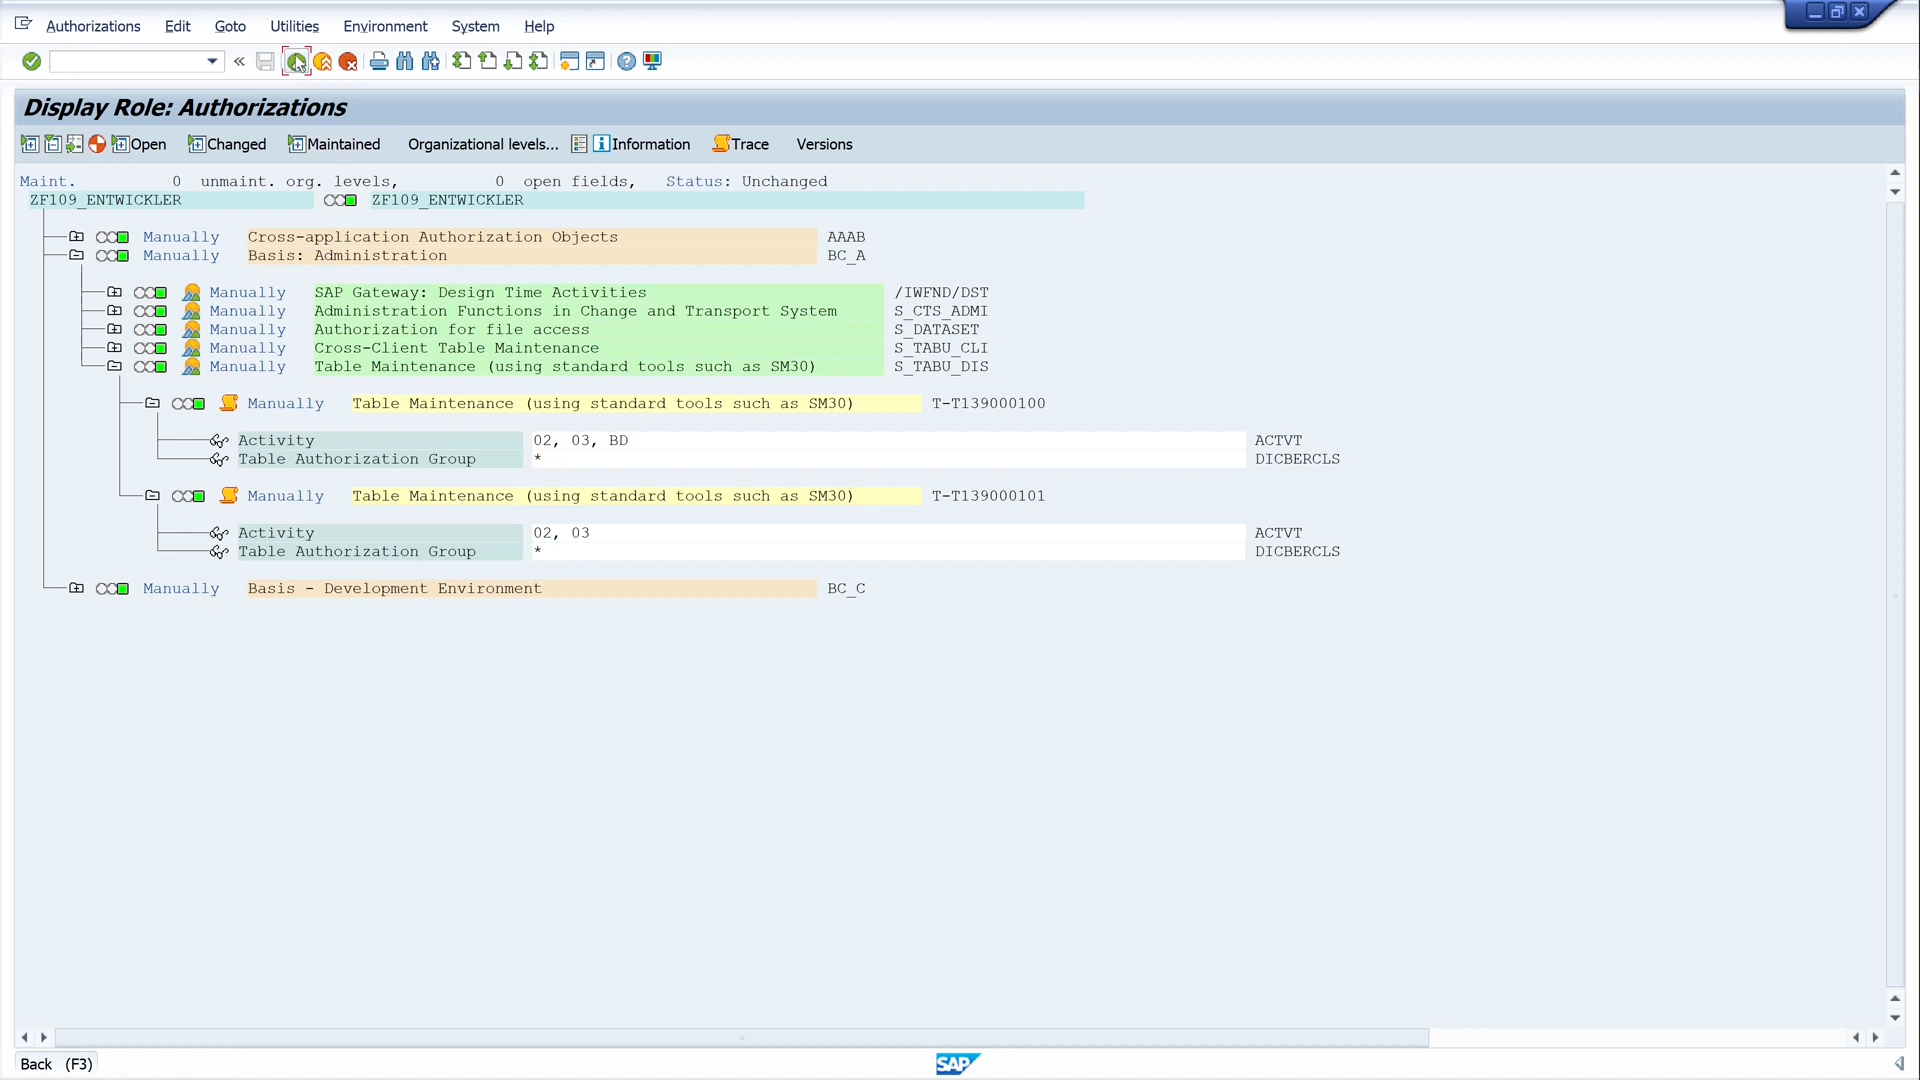 Authorizations Edit Goto Utilities Environment System Help
Display Role: Authorizations
Open Changed Maintained Organizational levels... Information Trace Versions
Maint. 0 unmaint. org. levels, 0 open fields, Status: Unchanged
ZF109_ENTWICKLER ZF109_ENTWICKLER
Manually Cross-application Authorization Objects AAAB
Manually Basis: Administration BC_A
Manually SAP Gateway: Design Time Activities /IWFND/DST
Manually Administration Functions in Change and Transport System S_CTS_ADMI
Manually Authorization for file access S_DATASET
Manually Cross-Client Table Maintenance S_TABU_CLI
Manually Table Maintenance (using standard tools such as SM30) S_TABU_DIS
Manually Table Maintenance (using standard tools such as SM30) T-T139000100
Activity 02, 03, BD ACTVT
Table Authorization Group * DICBERCLS
Manually Table Maintenance (using standard tools such as SM30) T-T139000101
Activity 02, 03 ACTVT
Table Authorization Group * DICBERCLS
Manually Basis - Development Environment BC_C
Back (F3) SAP